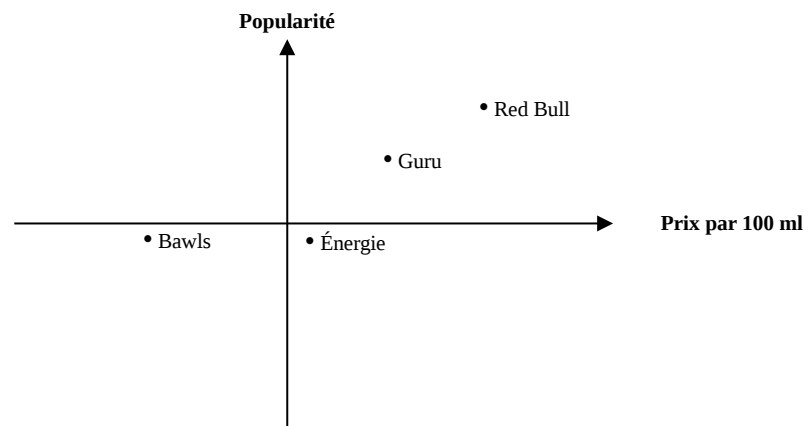 Popularité
• Red Bull
• Guru
Prix par 100 ml
• Bawls
• Énergie